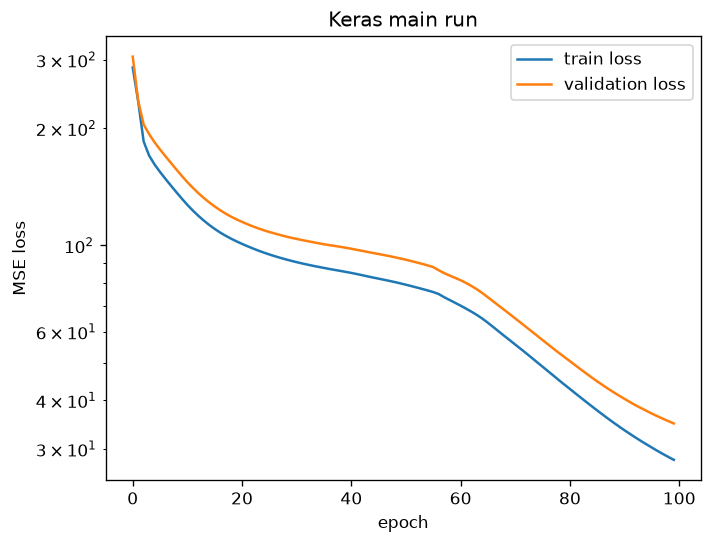 Keras main run
train loss
validation loss
MSE loss
3 × 10²
2 × 10²
10²
6 × 10¹
4 × 10¹
3 × 10¹
0 20 40 60 80 100
epoch